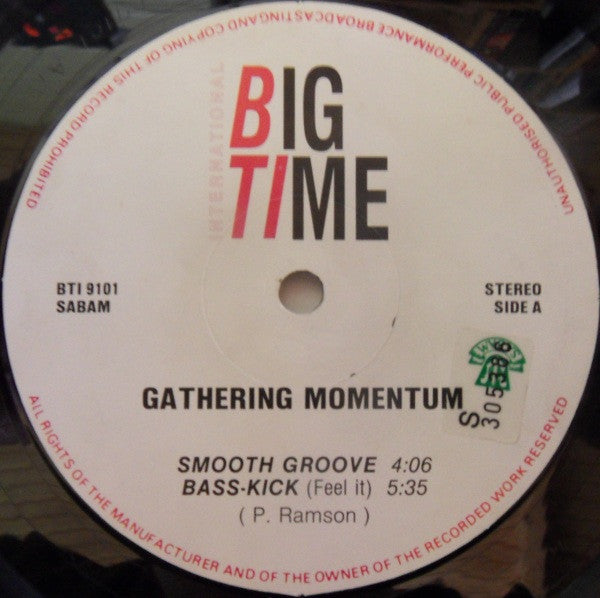 UNAUTHORISED PUBLIC PERFORMANCE BROADCASTING AND COPYING OF THIS RECORD PROHIBITED
INTERNATIONAL
BIG
TIME
BTI 9101
SABAM
STEREO
SIDE A
S 305396
GATHERING MOMENTUM
SMOOTH GROOVE 4:06
BASS-KICK (Feel it) 5:35
( P. Ramson )
ALL RIGHTS OF THE MANUFACTURER AND OF THE OWNER OF THE RECORDED WORK RESERVED